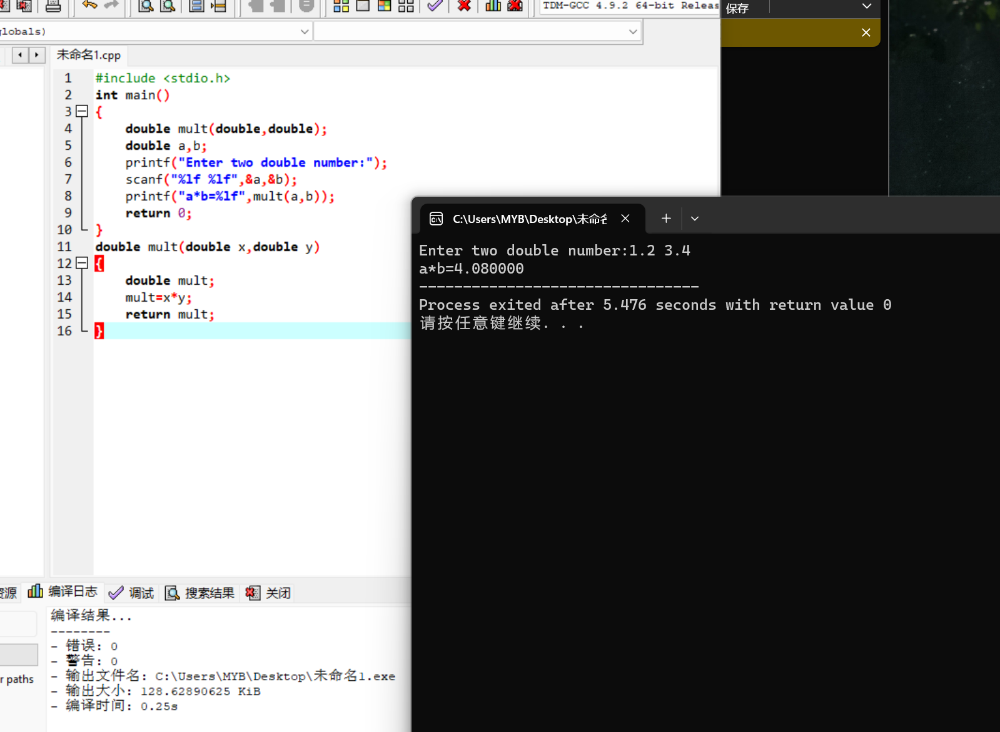 TDM-GCC 4.9.2 64-bit Releas
保存
globals)
未命名1.cpp
1 #include <stdio.h>
2 int main()
3 {
4 double mult(double,double);
5 double a,b;
6 printf("Enter two double number:");
7 scanf("%lf %lf",&a,&b);
8 printf("a*b=%lf",mult(a,b));
9 return 0;
10 }
11 double mult(double x,double y)
12 {
13 double mult;
14 mult=x*y;
15 return mult;
16 }
C:\Users\MYB\Desktop\未命名
Enter two double number:1.2 3.4
a*b=4.080000
--------------------------------
Process exited after 5.476 seconds with return value 0
请按任意键继续. . .
资源 编译日志 调试 搜索结果 关闭
编译结果...
--------
- 错误: 0
- 警告: 0
- 输出文件名: C:\Users\MYB\Desktop\未命名1.exe
- 输出大小: 128.62890625 KiB
- 编译时间: 0.25s
r paths